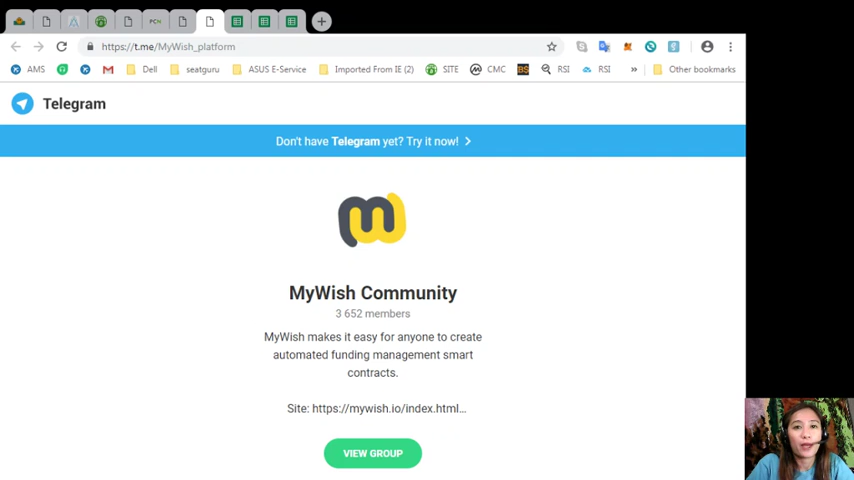 PCN
https://t.me/MyWish_platform
AMS
Dell
seatguru
ASUS E-Service
Imported From IE (2)
SITE
CMC
BS
RSI
RSI
»
Other bookmarks
Telegram
Don't have Telegram yet? Try it now!
MyWish Community
3 652 members
MyWish makes it easy for anyone to create
automated funding management smart
contracts.
Site: https://mywish.io/index.html...
VIEW GROUP